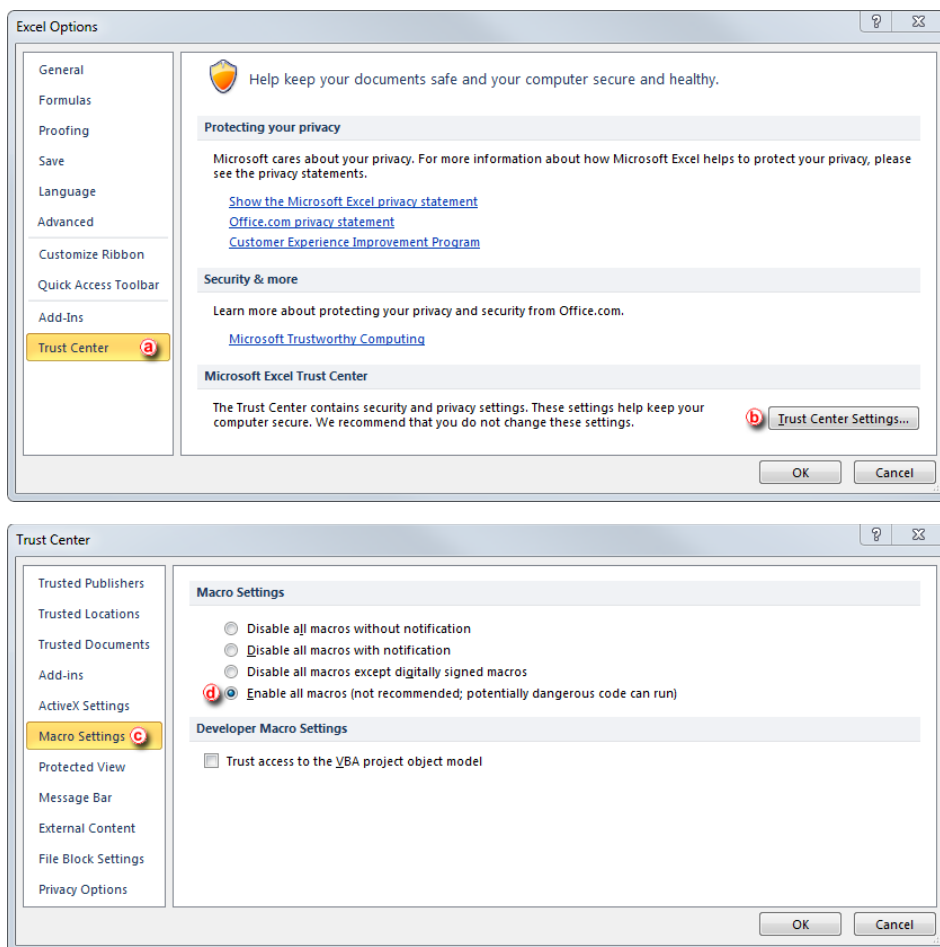 Excel Options
General
Formulas
Proofing
Save
Language
Advanced
Customize Ribbon
Quick Access Toolbar
Add-Ins
Trust Center a
Help keep your documents safe and your computer secure and healthy.
Protecting your privacy
Microsoft cares about your privacy. For more information about how Microsoft Excel helps to protect your privacy, please
see the privacy statements.
Show the Microsoft Excel privacy statement
Office.com privacy statement
Customer Experience Improvement Program
Security & more
Learn more about protecting your privacy and security from Office.com.
Microsoft Trustworthy Computing
Microsoft Excel Trust Center
The Trust Center contains security and privacy settings. These settings help keep your
computer secure. We recommend that you do not change these settings.
b Trust Center Settings...
OK Cancel
Trust Center
Trusted Publishers
Trusted Locations
Trusted Documents
Add-ins
ActiveX Settings
Macro Settings c
Protected View
Message Bar
External Content
File Block Settings
Privacy Options
Macro Settings
Disable all macros without notification
Disable all macros with notification
Disable all macros except digitally signed macros
d Enable all macros (not recommended; potentially dangerous code can run)
Developer Macro Settings
Trust access to the VBA project object model
OK Cancel